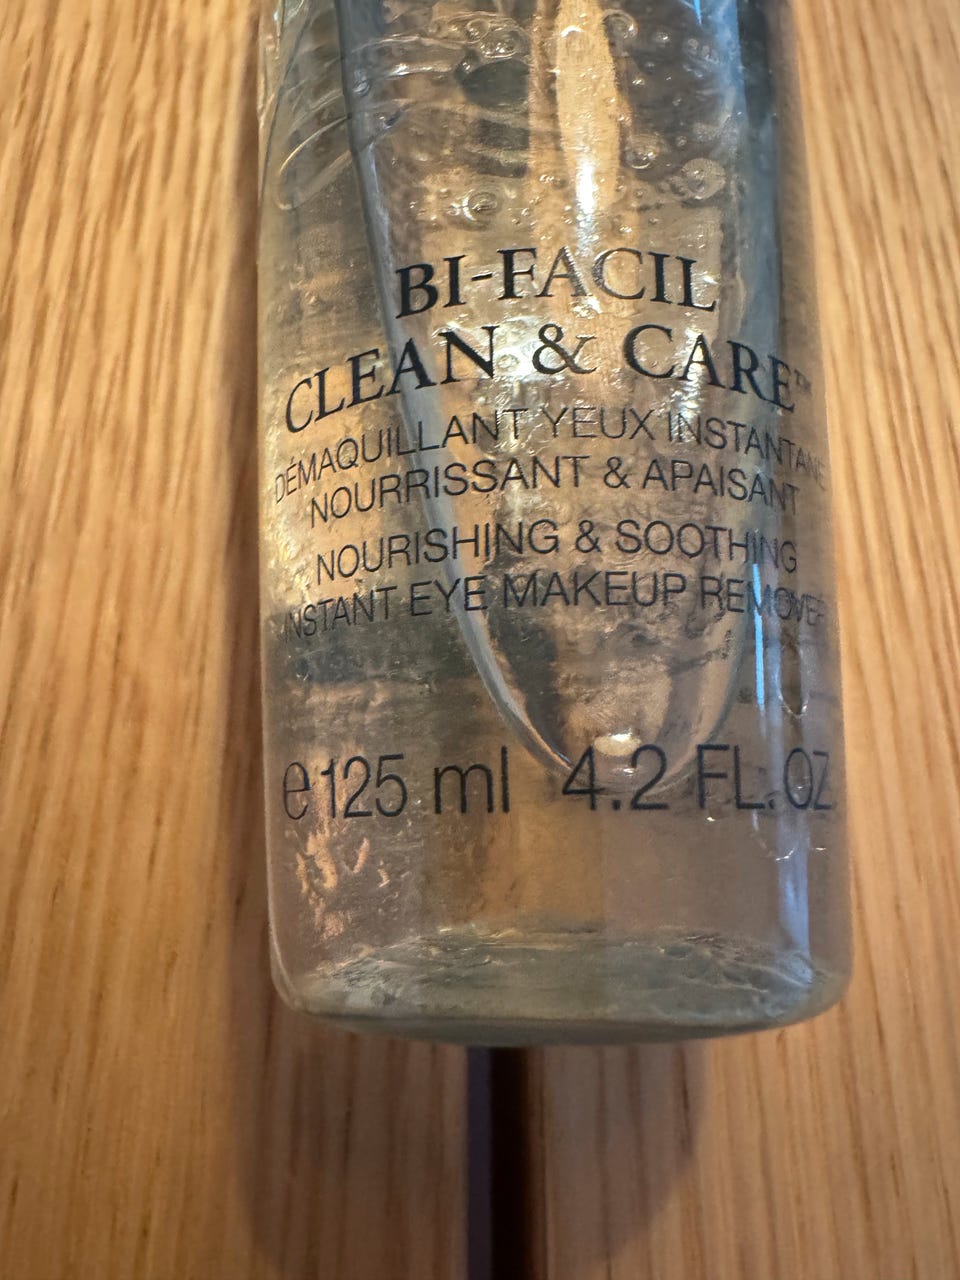 BI-FACIL
CLEAN & CARE™
DÉMAQUILLANT YEUX INSTANTANÉ
NOURRISSANT & APAISANT
NOURISHING & SOOTHING
INSTANT EYE MAKEUP REMOVER
e 125 ml 4.2 FL. OZ